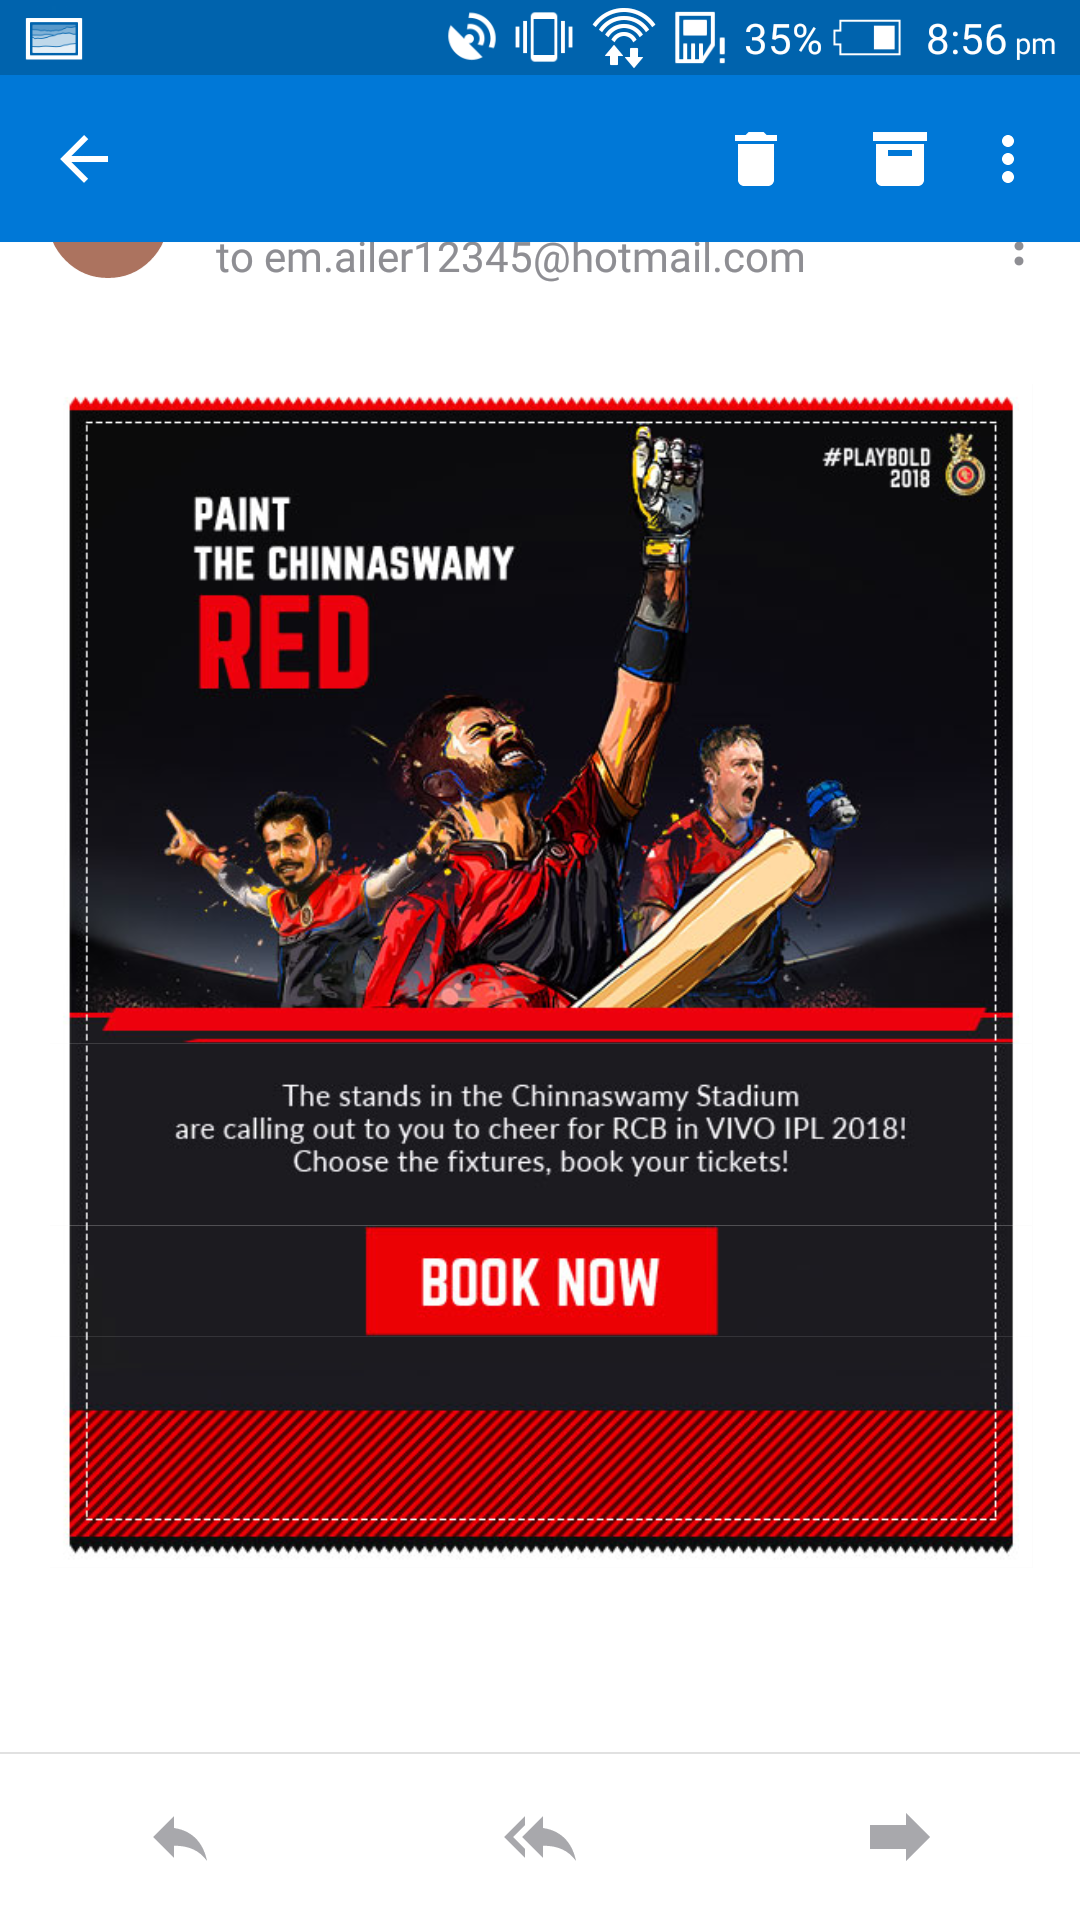 35% 8:56 pm
to em.ailer12345@hotmail.com
#PLAYBOLD
2018
PAINT
THE CHINNASWAMY
RED
The stands in the Chinnaswamy Stadium
are calling out to you to cheer for RCB in VIVO IPL 2018!
Choose the fixtures, book your tickets!
BOOK NOW